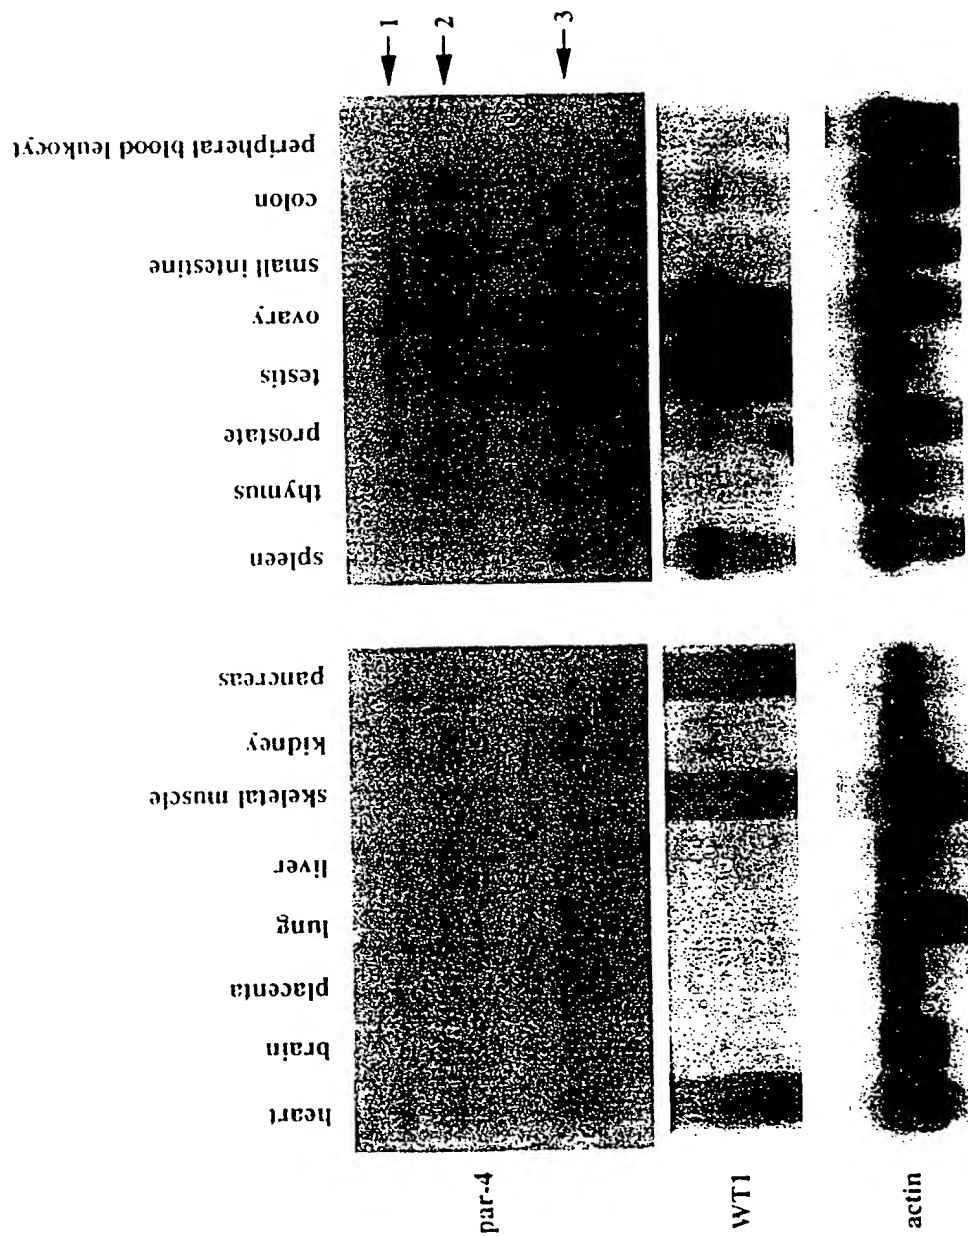 heart
brain
placenta
lung
liver
skeletal muscle
kidney
pancreas
spleen
thymus
prostate
testis
ovary
small intestine
colon
peripheral blood leukocyt
1
2
3
par-4
WT1
actin